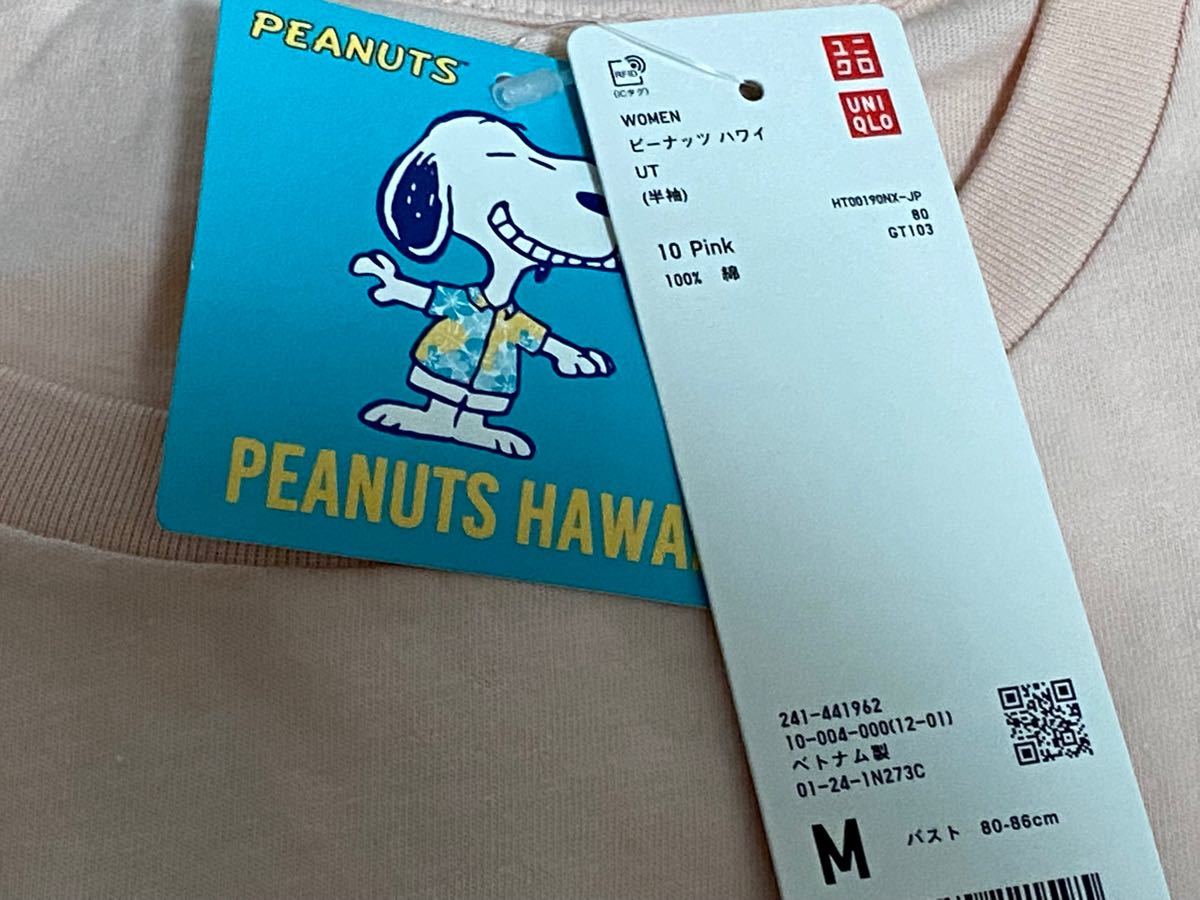 PEANUTS™
PEANUTS HAWA
RFID
(ICタグ)
ユニ
クロ
UNI
QLO
WOMEN
ピーナッツ ハワイ
UT
(半袖)
HT00190NX-JP
80
GT103
10 Pink
100% 綿
241-441962
10-004-000(12-01)
ベトナム製
01-24-1N273C
M バスト 80-86cm